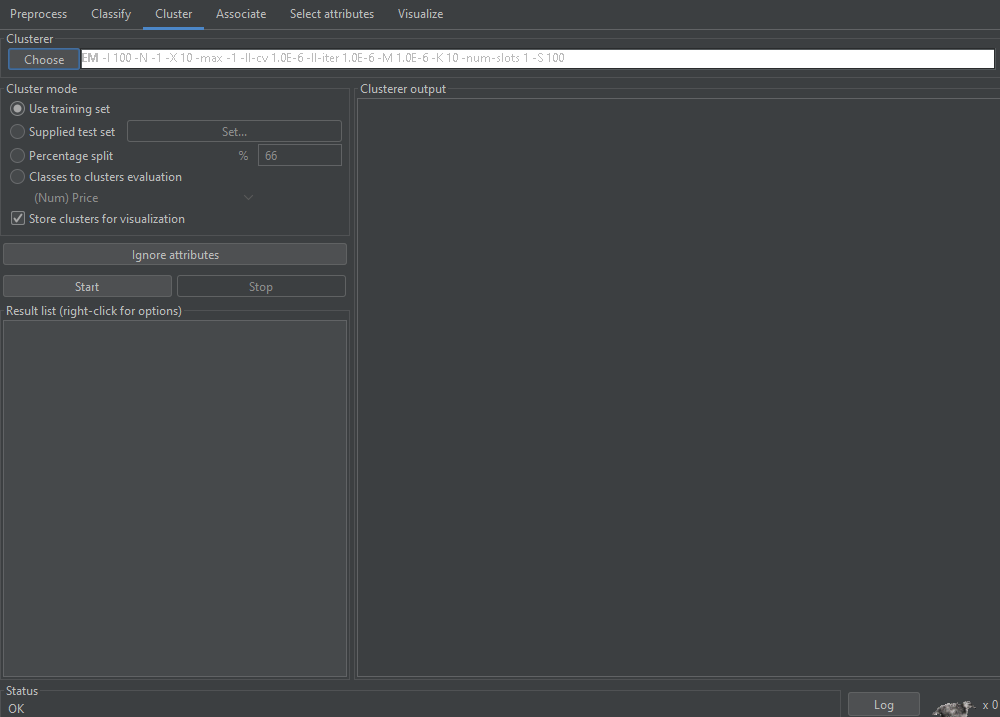 Preprocess Classify Cluster Associate Select attributes Visualize
Clusterer
Choose EM -I 100 -N -1 -X 10 -max -1 -ll-cv 1.0E-6 -ll-iter 1.0E-6 -M 1.0E-6 -K 10 -num-slots 1 -S 100
Cluster mode
Use training set
Supplied test set Set...
Percentage split % 66
Classes to clusters evaluation
(Num) Price
Store clusters for visualization
Ignore attributes
Start Stop
Result list (right-click for options)
Clusterer output
Status
OK
Log x 0